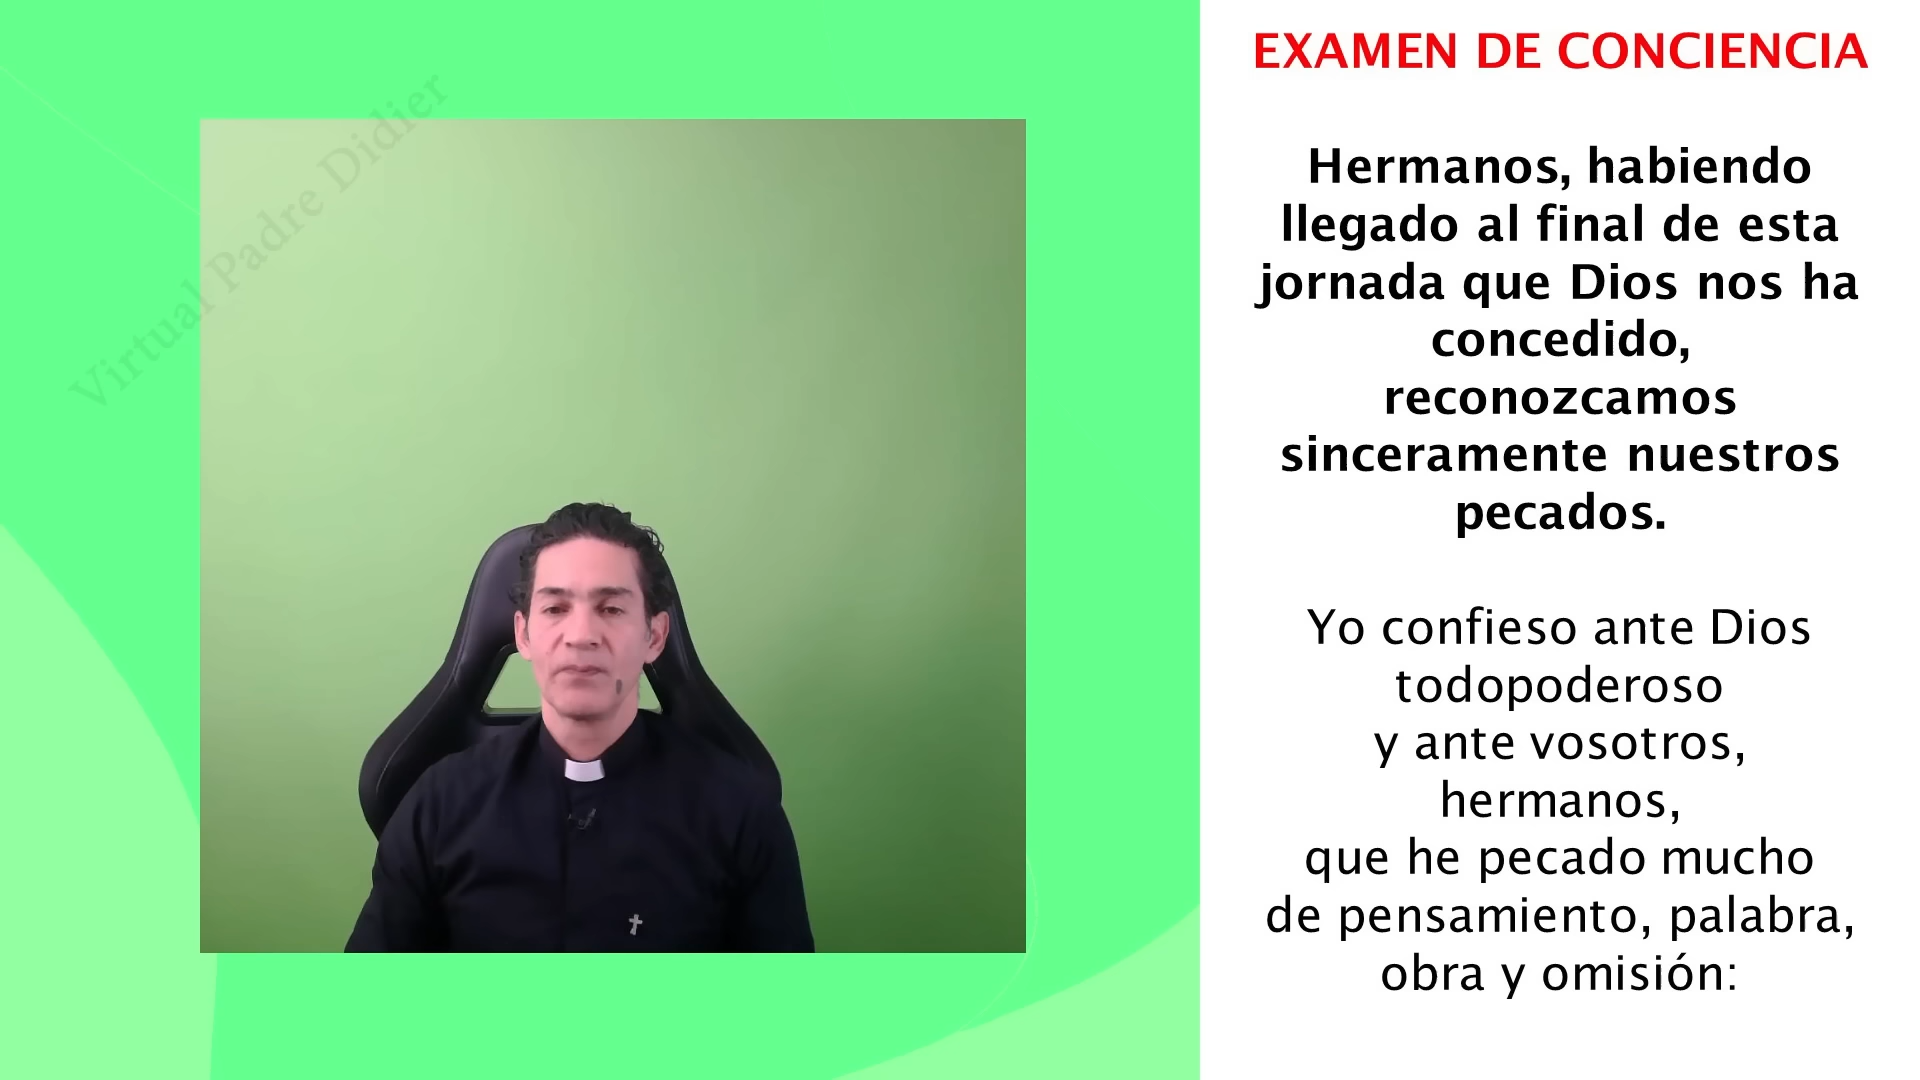 Virtual Padre Didier
EXAMEN DE CONCIENCIA
Hermanos, habiendo
llegado al final de esta
jornada que Dios nos ha
concedido,
reconozcamos
sinceramente nuestros
pecados.
Yo confieso ante Dios
todopoderoso
y ante vosotros,
hermanos,
que he pecado mucho
de pensamiento, palabra,
obra y omisión: